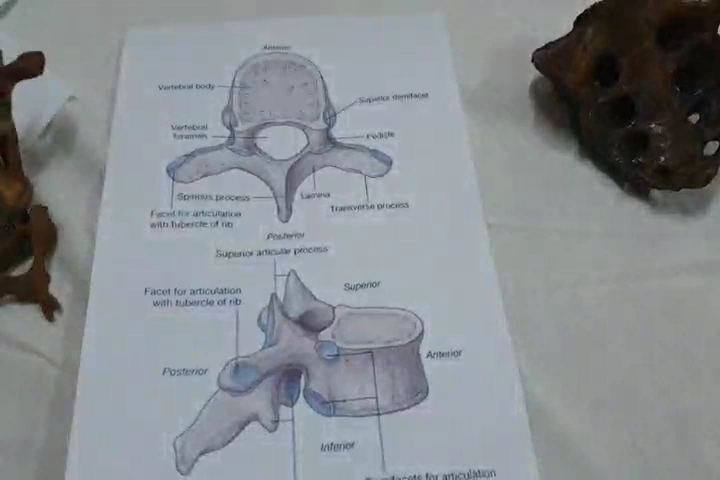 Anterior
Vertebral body
Superior demifacet
Vertebral
foramen
Pedicle
Spinous process
Lamina
Transverse process
Facet for articulation
with tubercle of rib
Posterior
Superior articular process
Facet for articulation
with tubercle of rib
Superior
Anterior
Posterior
Inferior
for articulation